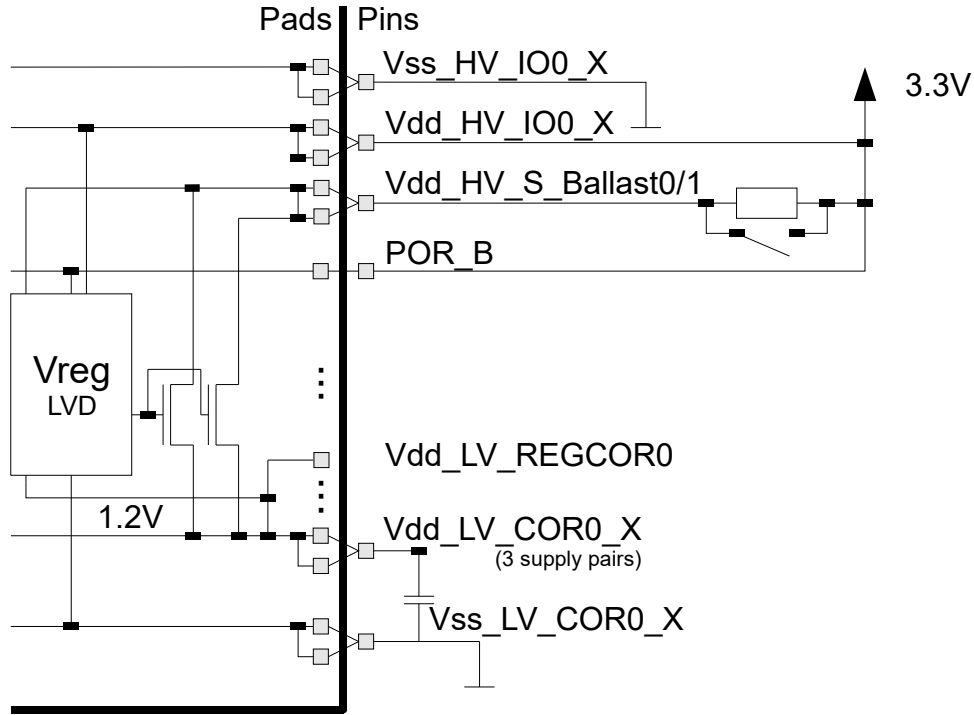 Pads Pins
Vss_HV_IO0_X
3.3V
Vdd_HV_IO0_X
Vdd_HV_S_Ballast0/1
POR_B
Vreg
LVD
Vdd_LV_REGCOR0
1.2V
Vdd_LV_COR0_X
(3 supply pairs)
Vss_LV_COR0_X